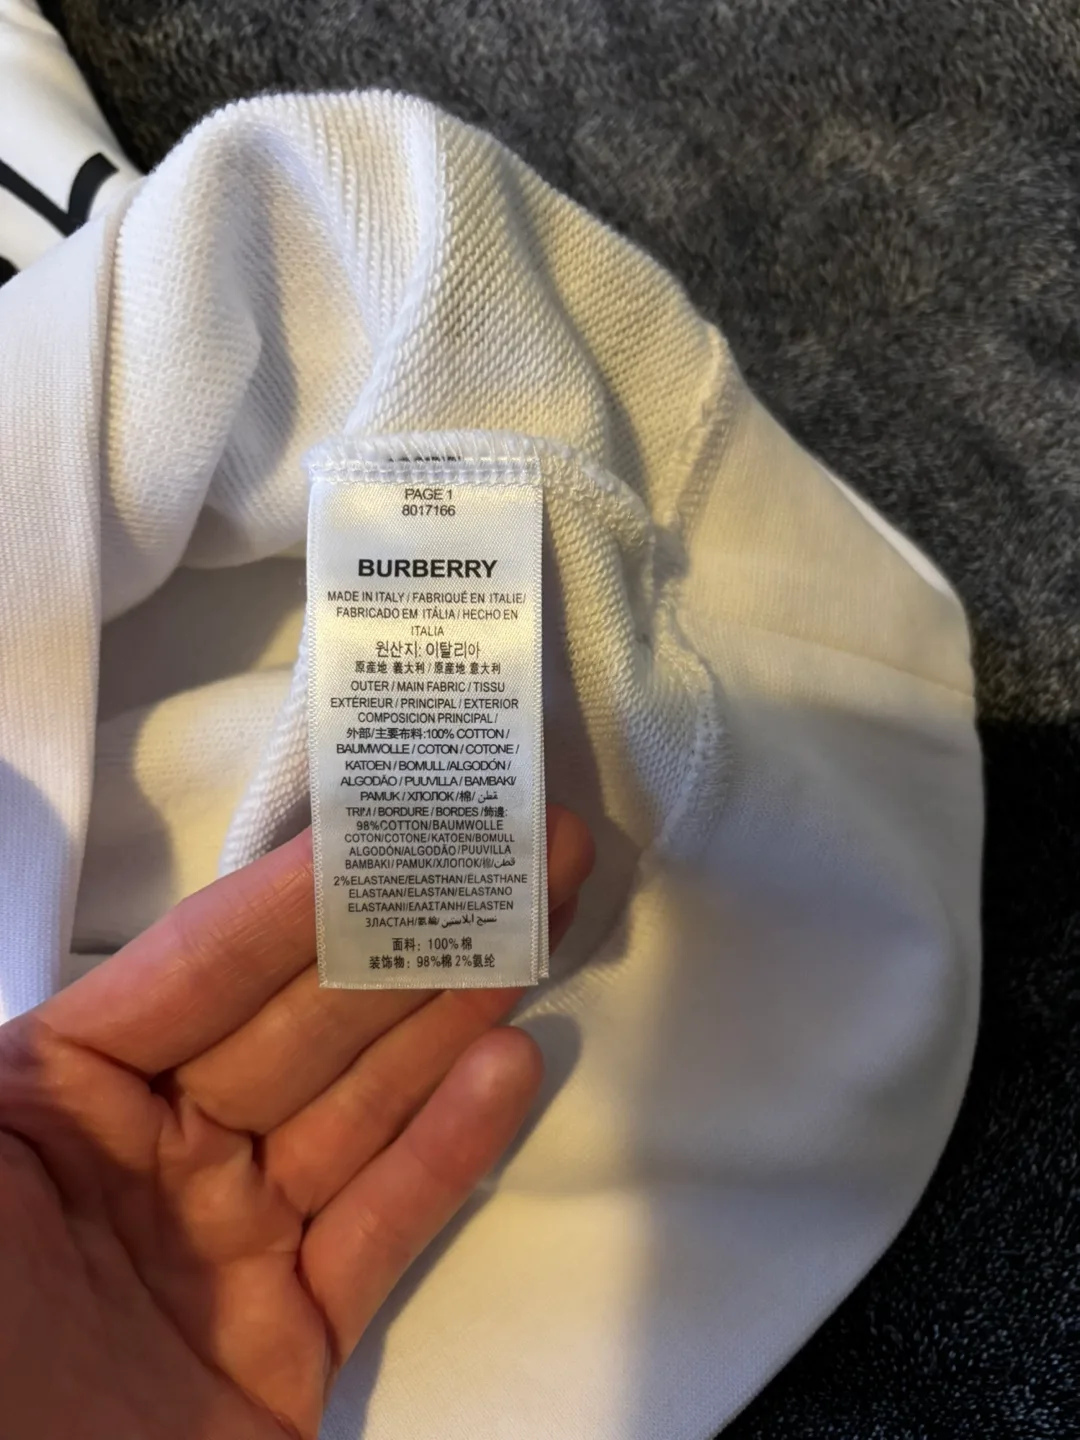 PAGE 1
8017166
BURBERRY
MADE IN ITALY / FABRIQUÉ EN ITALIE/
FABRICADO EM ITÁLIA / HECHO EN
ITALIA
원산지: 이탈리아
原産地 義大利 / 原産地 意大利
OUTER / MAIN FABRIC / TISSU
EXTÉRIEUR / PRINCIPAL / EXTERIOR
COMPOSICION PRINCIPAL /
外部/主要布料:100% COTTON /
BAUMWOLLE / COTON / COTONE /
KATOEN / BOMULL /ALGODÓN /
ALGODÃO / PUUVILLA / BAMBAKI/
PAMUK / ХЛОПОК /棉/ قطن
TRIM / BORDURE / BORDES /飾邊:
98%COTTON/BAUMWOLLE
COTON/COTONE/KATOEN/BOMULL
ALGODÓN/ALGODÃO/PUUVILLA
BAMBAKI/PAMUK/ХЛОПОК/棉/قطن
2%ELASTANE/ELASTHAN/ÉLASTHANE
ELASTAAN/ELASTAN/ELASTANO
ELASTAANI/ΕΛΑΣΤΑΝΗ/ELASTEN
ЭЛАСТАН/氨綸/نسيج ايلاستين
面料: 100% 棉
装饰物: 98%棉 2%氨纶